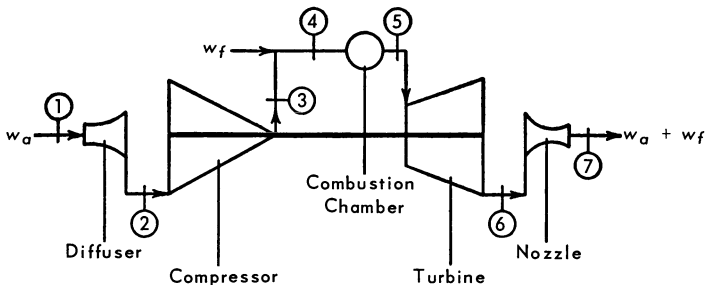 4
5
w_f
3
1
w_a
w_a + w_f
7
Combustion
Chamber
2
6
Diffuser
Nozzle
Compressor
Turbine